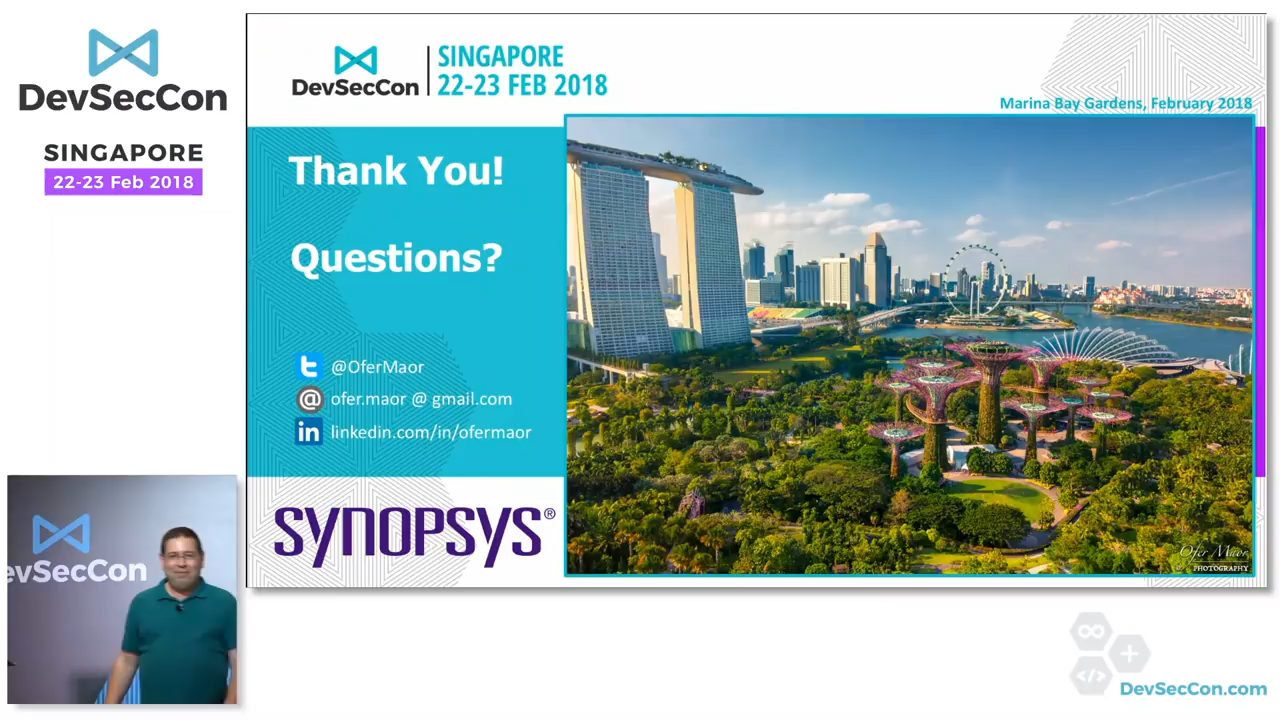 DevSecCon
SINGAPORE
22-23 Feb 2018
DevSecCon
SINGAPORE
22-23 FEB 2018
Marina Bay Gardens, February 2018
Thank You!
Questions?
@OferMaor
ofer.maor @ gmail.com
linkedin.com/in/ofermaor
SYNOPSYS®
Ofer Maor
PHOTOGRAPHY
evSecCon
DevSecCon.com